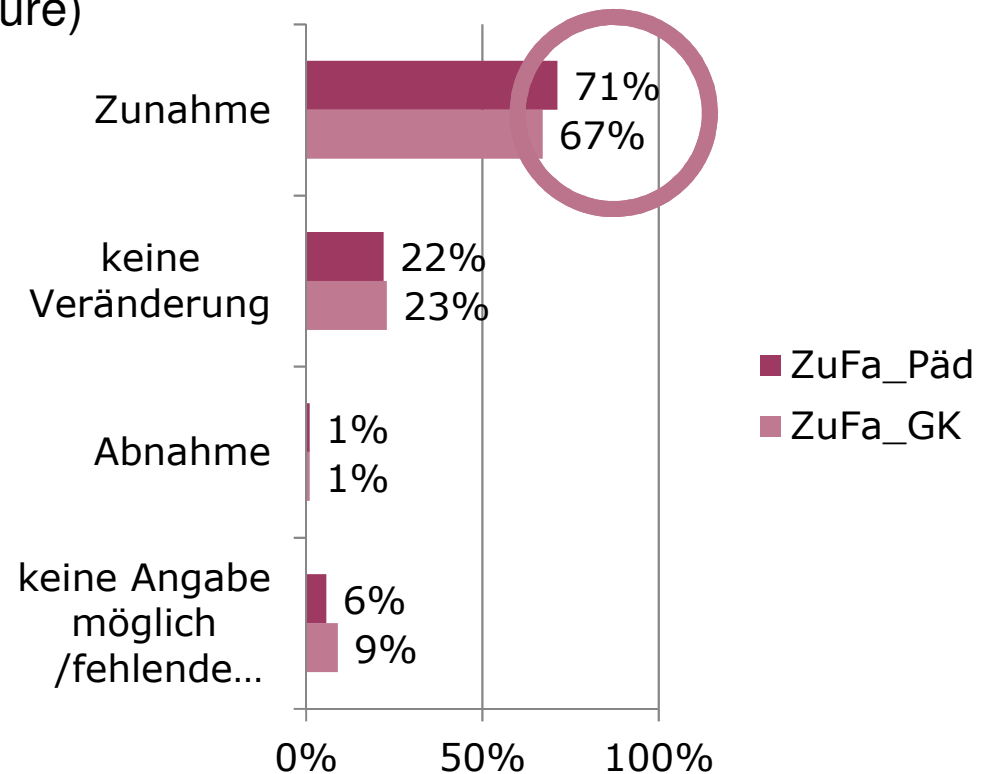 ure)
Zunahme
71%
67%
keine
Veränderung
22%
23%
Abnahme
1%
1%
keine Angabe
möglich
/fehlende…
6%
9%
ZuFa_Päd
ZuFa_GK
0% 50% 100%